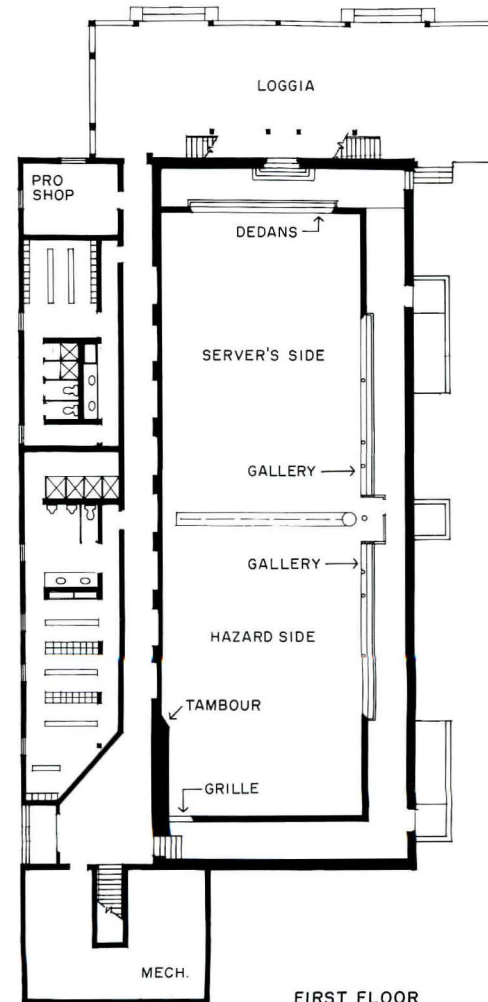 LOGGIA
PRO
SHOP
DEDANS
SERVER'S SIDE
GALLERY
GALLERY
HAZARD SIDE
TAMBOUR
GRILLE
MECH.
FIRST FLOOR